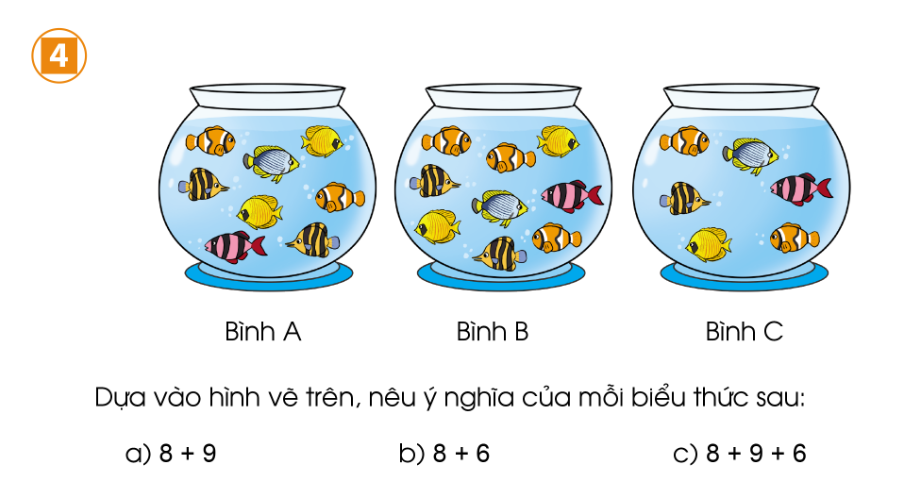 4
Bình A Bình B Bình C
Dựa vào hình vẽ trên, nêu ý nghĩa của mỗi biểu thức sau:
a) 8 + 9 b) 8 + 6 c) 8 + 9 + 6